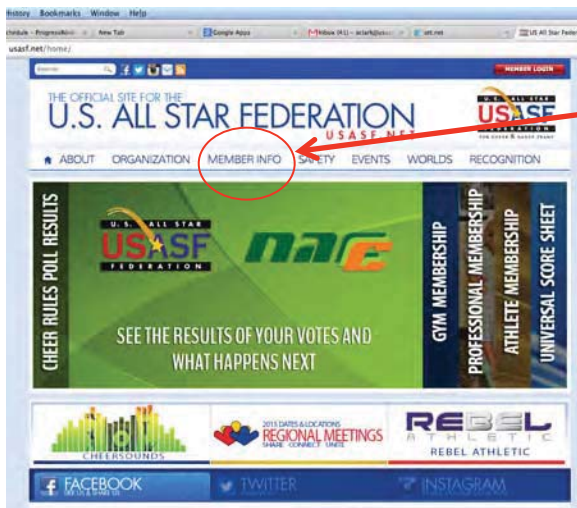 History Bookmarks Window Help
New Tab
Google Apps
att.net
usasf.net/home/
MEMBER LOGIN
THE OFFICIAL SITE FOR THE
U.S. ALL STAR FEDERATION
USASF.NET
U.S. ALL STAR
USASF
FEDERATION
FOR CHEER & DANCE TEAMS
ABOUT ORGANIZATION MEMBER INFO SAFETY EVENTS WORLDS RECOGNITION
CHEER RULES POLL RESULTS
U.S. ALL STAR
USASF
FEDERATION
SEE THE RESULTS OF YOUR VOTES AND
WHAT HAPPENS NEXT
GYM MEMBERSHIP
PROFESSIONAL MEMBERSHIP
ATHLETE MEMBERSHIP
UNIVERSAL SCORE SHEET
CHEERSOUNDS
2015 DATES & LOCATIONS
REGIONAL MEETINGS
SHARE CONNECT UNITE
REBEL
ATHLETIC
REBEL ATHLETIC
FACEBOOK
TWITTER
INSTAGRAM